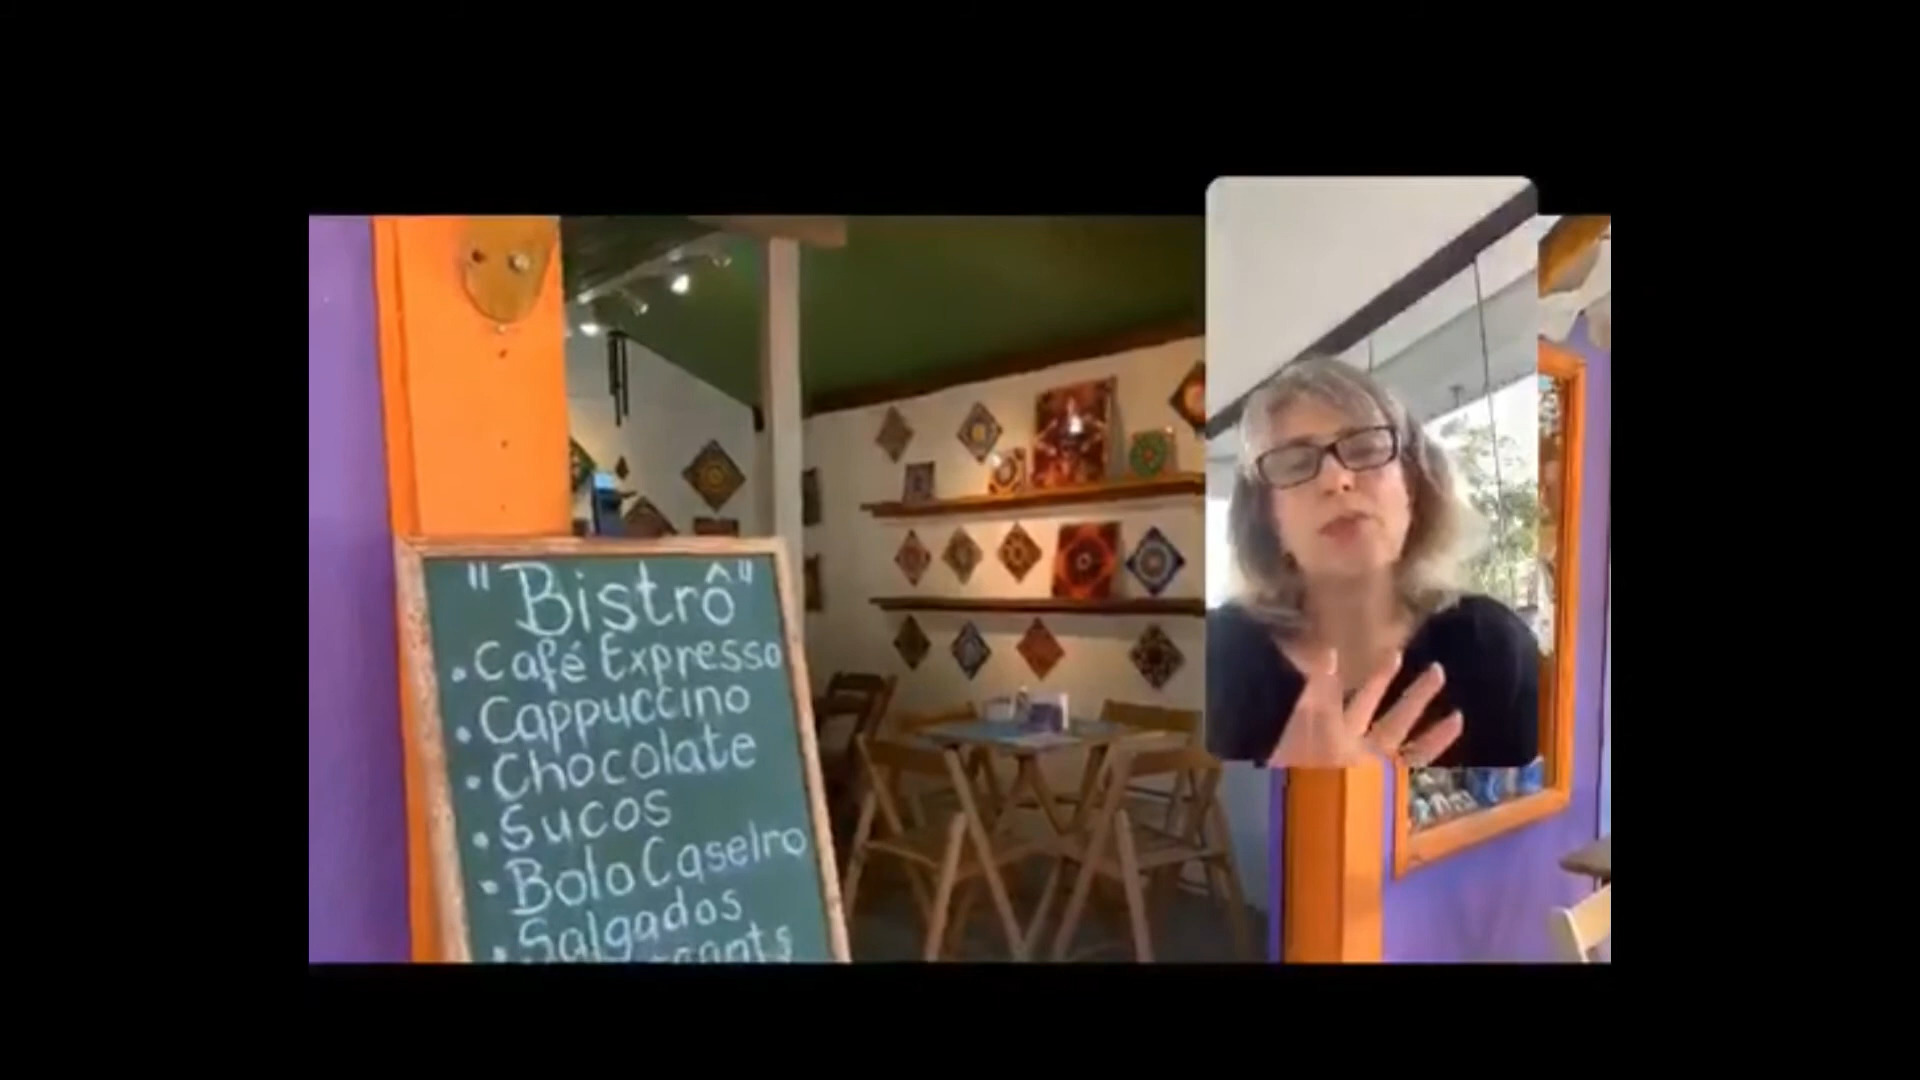 "Bistrô"
• Café Expresso
• Cappuccino
• Chocolate
• Sucos
• Bolo Caseiro
• Salgados